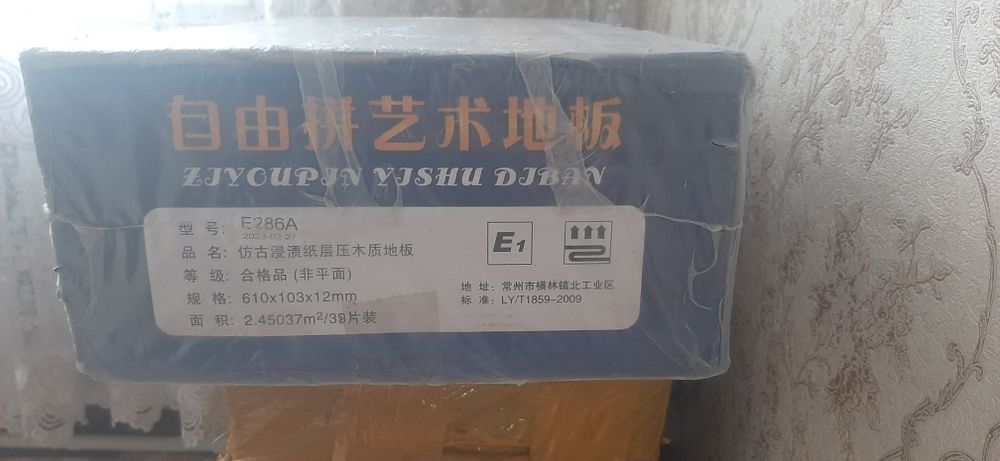 自由拼艺术地板
ZIYOUPIN YISHU DIBAN
型 号: E286A
2023-02-27
品 名: 仿古浸渍纸层压木质地板
等 级: 合格品 (非平面)
规 格: 610x103x12mm
面 积: 2.45037m²/39片装
E1
地 址: 常州市横林镇北工业区
标 准: LY/T1859-2009